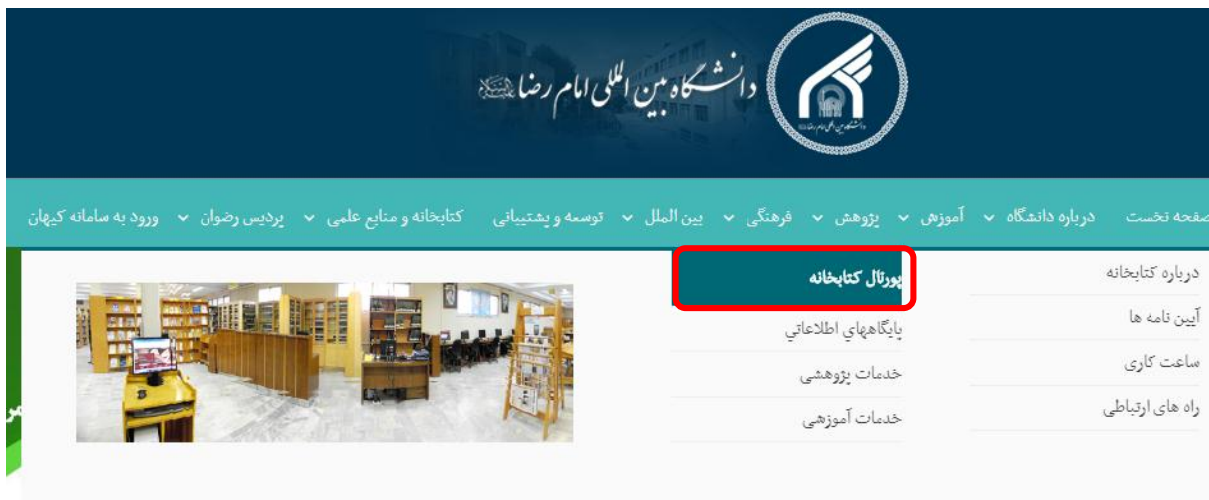 دانشگاه بین المللی امام رضا
صفحه نخست درباره دانشگاه آموزش پژوهش فرهنگی بین الملل توسعه و پشتیبانی کتابخانه و منابع علمی پردیس رضوان ورود به سامانه کیهان
درباره کتابخانه
آیین نامه ها
ساعت کاری
راه های ارتباطی
پورتال کتابخانه
پایگاههاي اطلاعاتي
خدمات پژوهشی
خدمات آموزشی